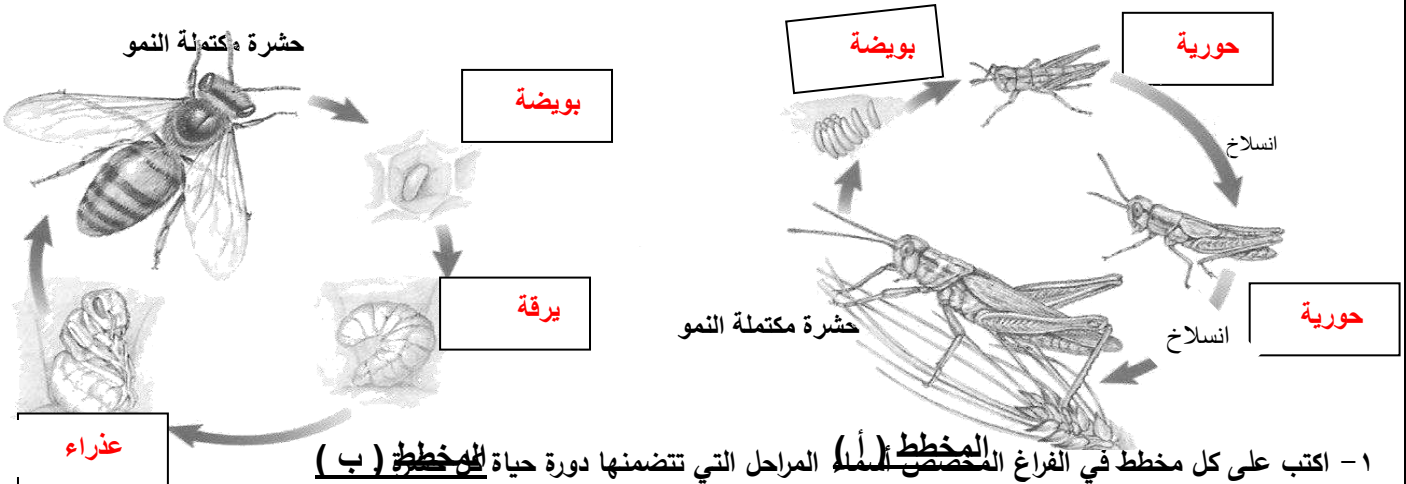 حورية
بويضة
انسلاخ
حورية
انسلاخ
حشرة مكتملة النمو
المخطط ( أ )
حشرة مكتملة النمو
بويضة
يرقة
عذراء
المخطط ( ب )
١- اكتب على كل مخطط في الفراغ المخصص أسماء المراحل التي تتضمنها دورة حياة كل حشرة .